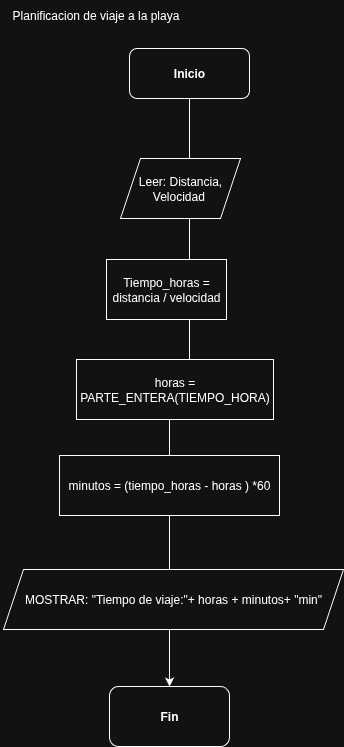 Planificacion de viaje a la playa
Inicio
Leer: Distancia,
Velocidad
Tiempo_horas =
distancia / velocidad
horas =
PARTE_ENTERA(TIEMPO_HORA)
minutos = (tiempo_horas - horas ) *60
MOSTRAR: "Tiempo de viaje:"+ horas + minutos+ "min"
Fin